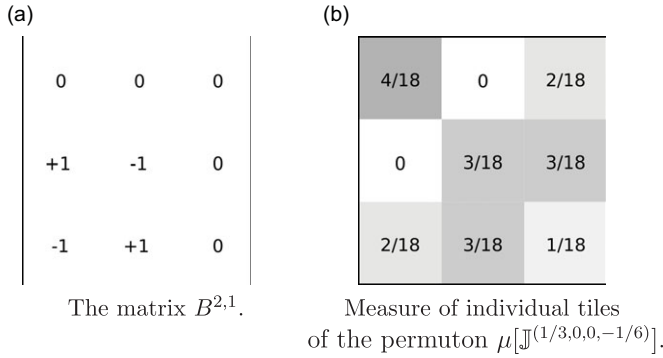 (a)
0 0 0
+1 -1 0
-1 +1 0
The matrix B^{2,1}.
(b)
4/18 0 2/18
0 3/18 3/18
2/18 3/18 1/18
Measure of individual tiles
of the permuton μ[𝕁^{(1/3,0,0,−1/6)}].